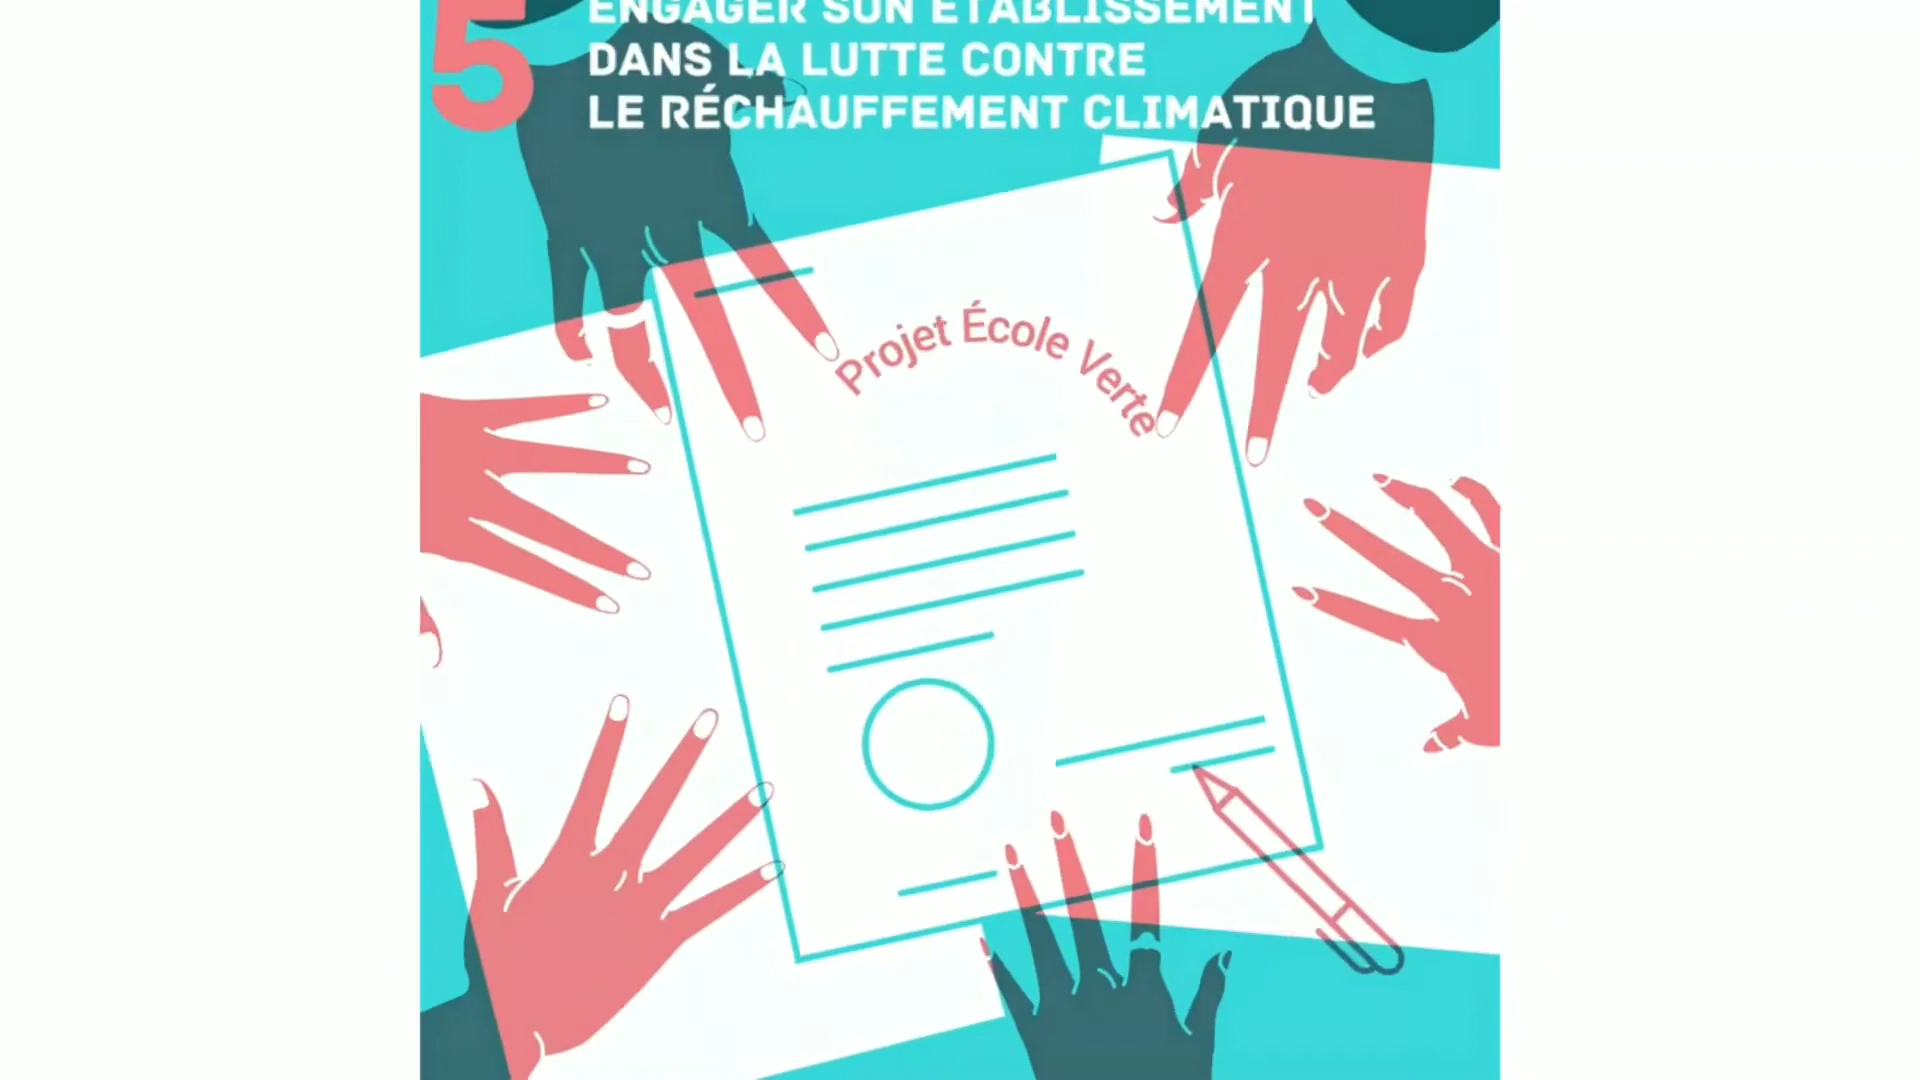 5
ENGAGER SON ÉTABLISSEMENT
DANS LA LUTTE CONTRE
LE RÉCHAUFFEMENT CLIMATIQUE
Projet École Verte